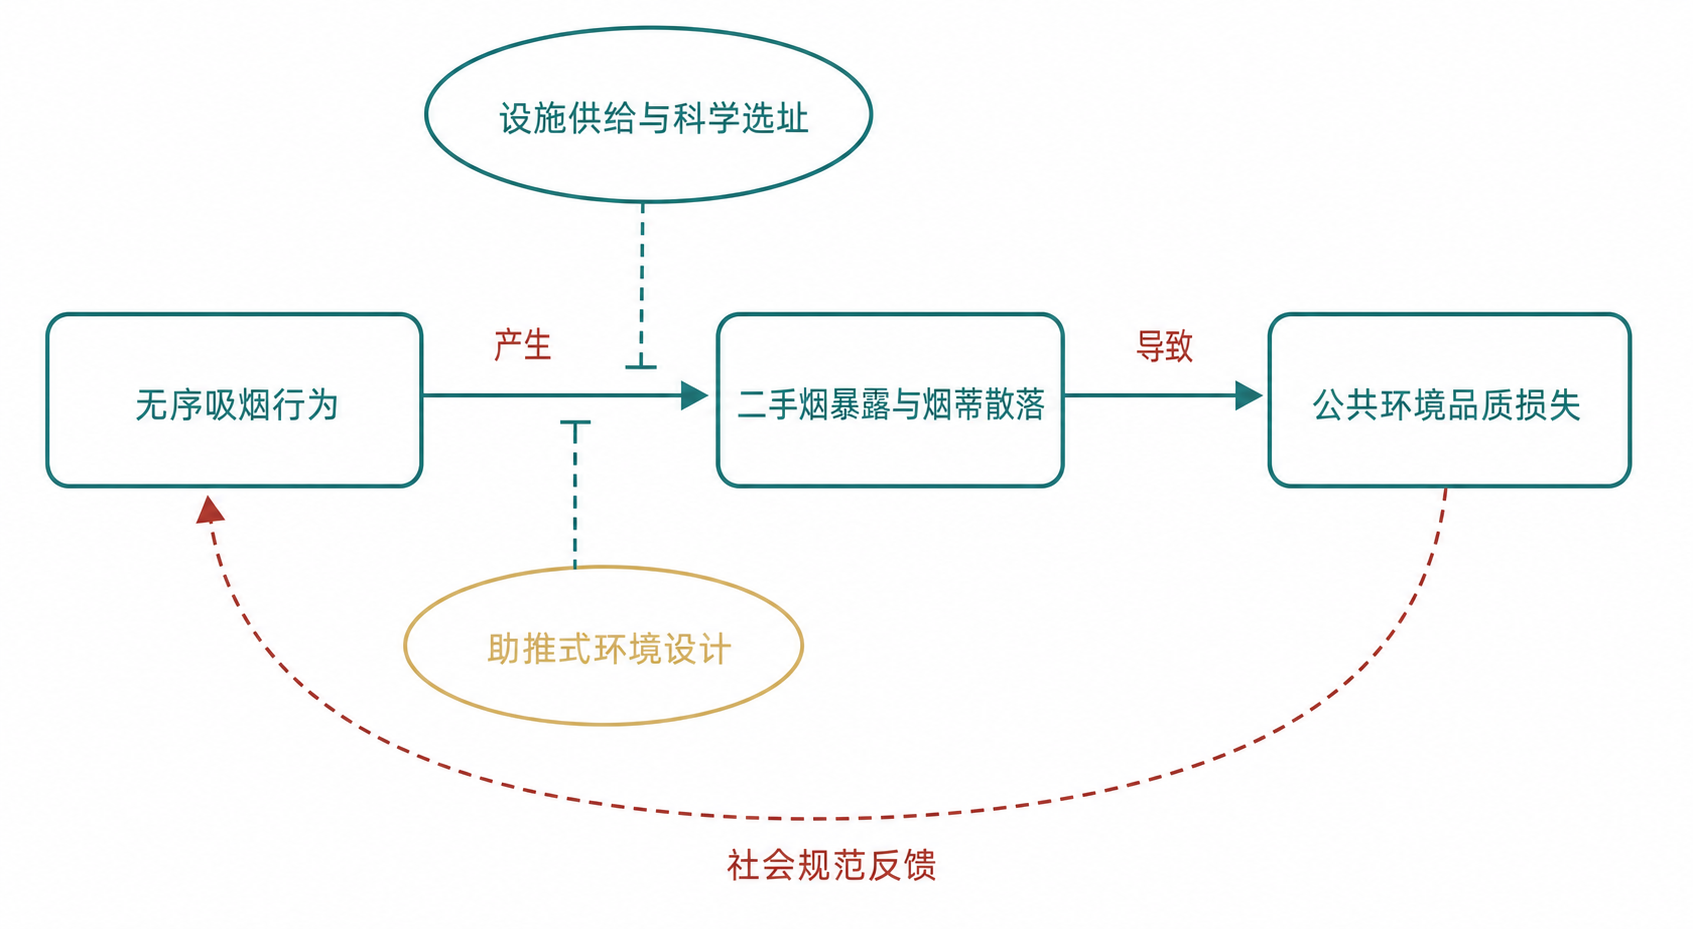 设施供给与科学选址
产生
导致
无序吸烟行为
二手烟暴露与烟蒂散落
公共环境品质损失
助推式环境设计
社会规范反馈